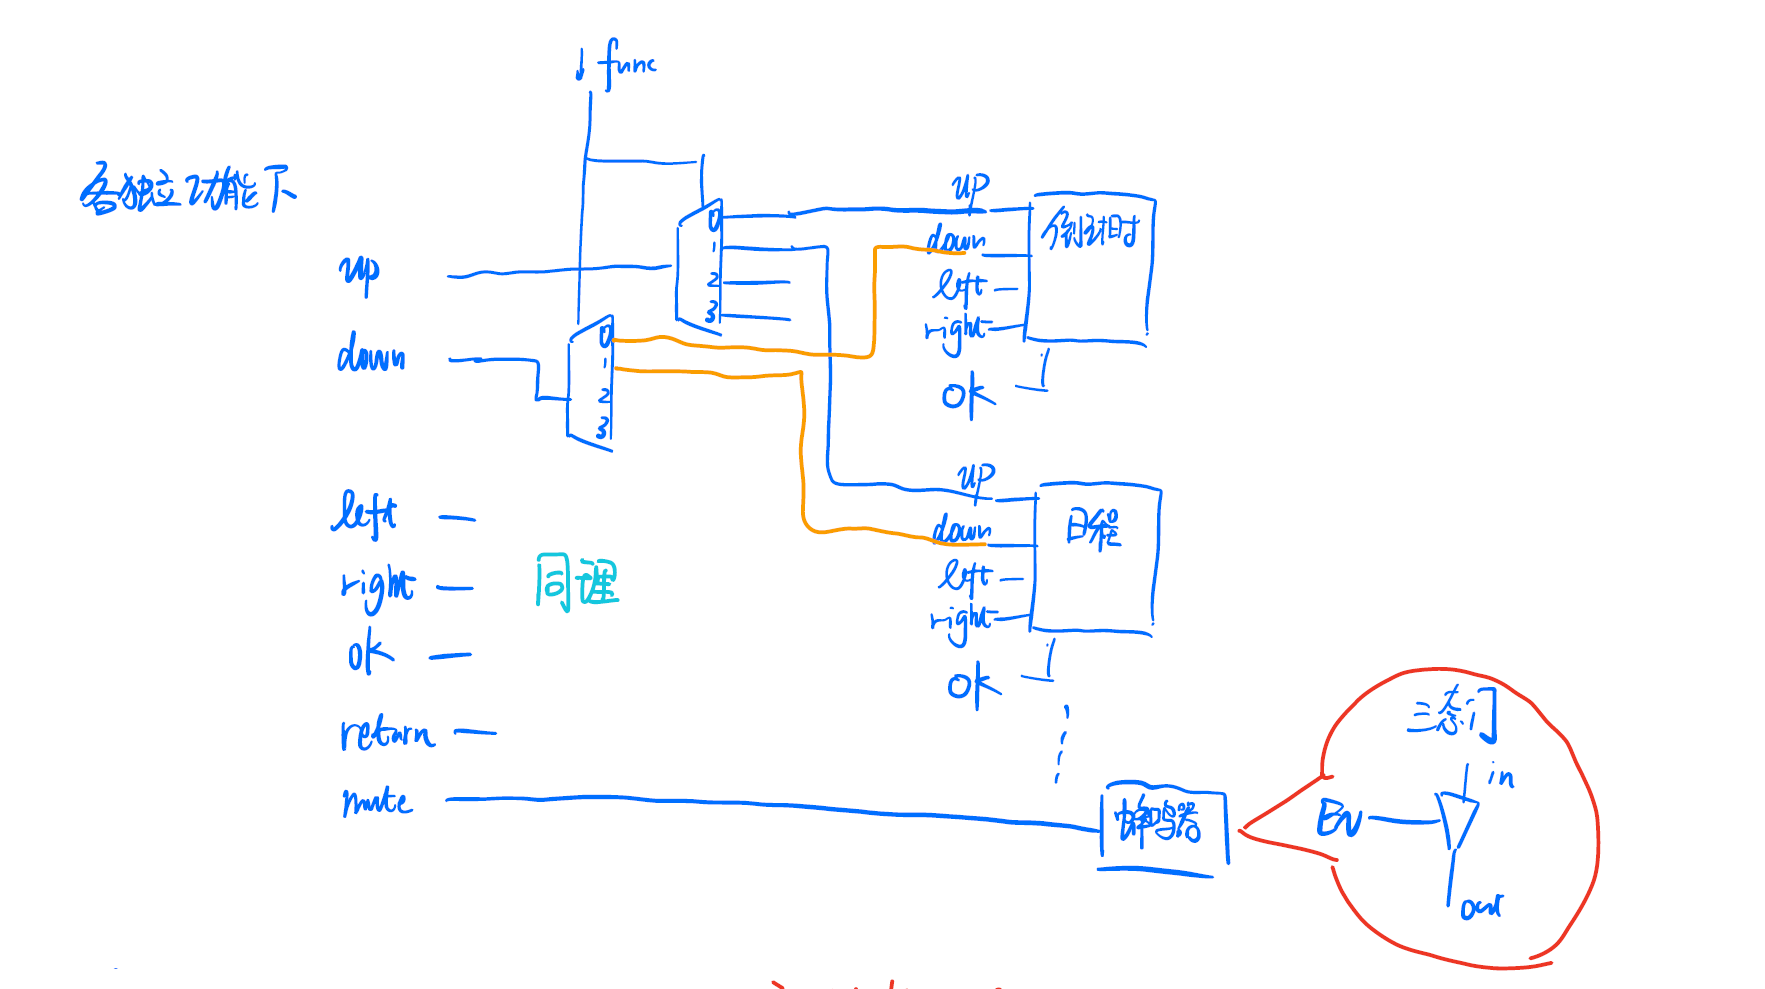 func
各独立功能下
up
down
0
1
2
3
0
1
2
3
up
down
left
right
ok
倒计时
left
right
ok
return
mute
同理
up
down
left
right
ok
日程
蜂鸣器
三态门
in
EN
out